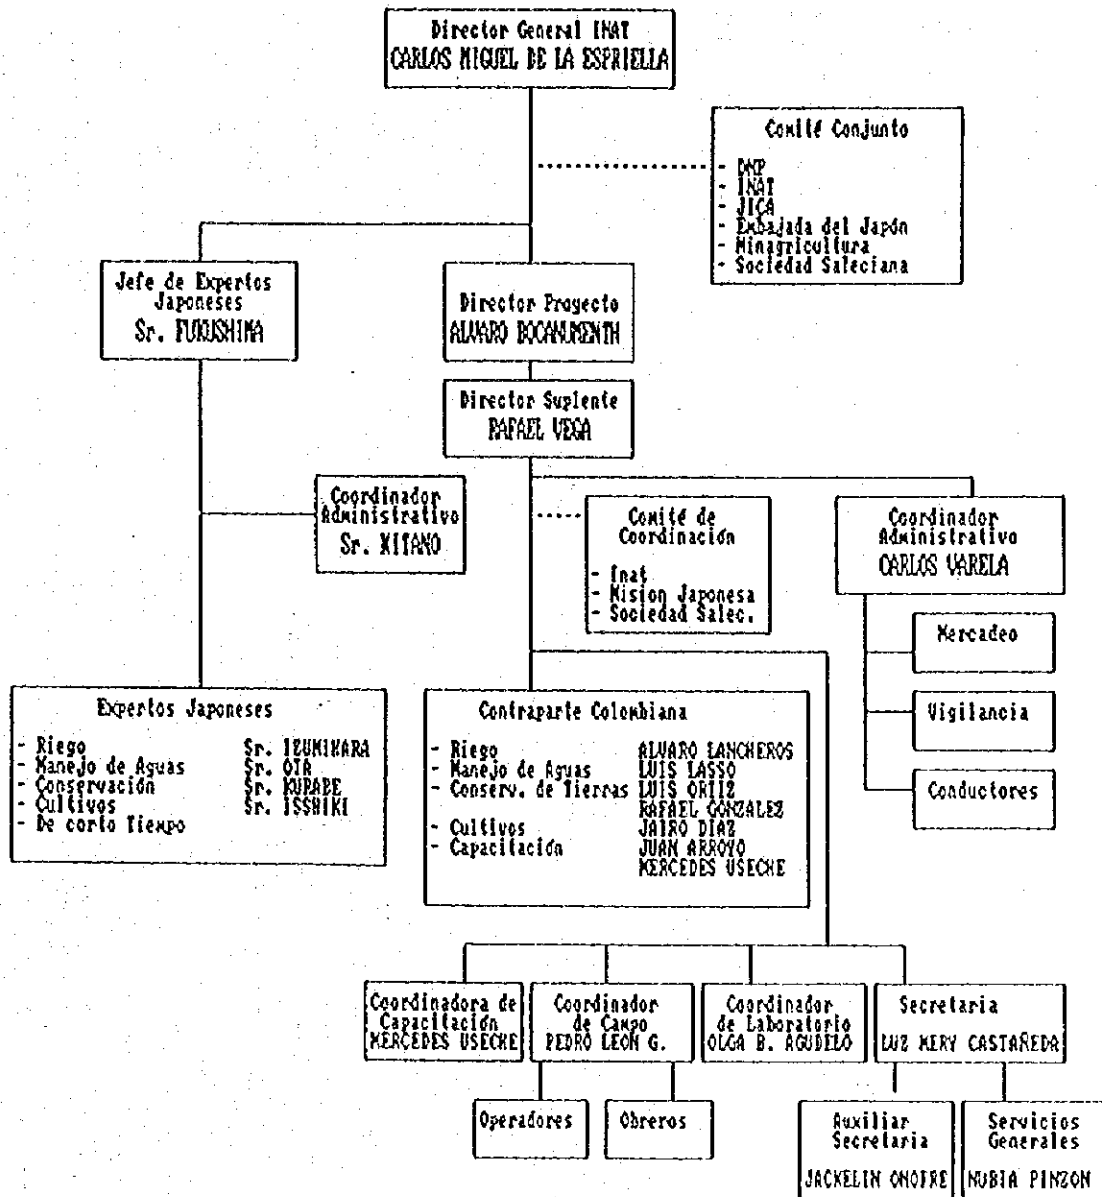 Director General INAT
CARLOS MIGUEL DE LA ESPRIELLA
Comité Conjunto
- DNP
- INAT
- JICA
- Embajada del Japón
- Minagricultura
- Sociedad Saleciana
Jefe de Expertos
Japoneses
Sr. FUKUSHIMA
Director Proyecto
ALVARO BOCANUMENTH
Director Suplente
RAFAEL VEGA
Coordinador
Administrativo
Sr. KITANO
Comité de
Coordinación
- Inat
- Mision Japonesa
- Sociedad Salec.
Coordinador
Administrativo
CARLOS VARELA
Mercadeo
Vigilancia
Conductores
Expertos Japoneses
- Riego Sr. IZUMIHARA
- Manejo de Aguas Sr. OTA
- Conservación Sr. KURABE
- Cultivos Sr. ISSHIKI
- De corto Tiempo
Contraparte Colombiana
- Riego ALVARO LANCHEROS
- Manejo de Aguas LUIS LASSO
- Conserv. de Tierras LUIS ORTIZ
RAFAEL GONZALEZ
- Cultivos JAIRO DIAZ
- Capacitación JUAN ARROYO
MERCEDES USECHE
Coordinadora de
Capacitación
MERCEDES USECHE
Coordinador
de Campo
PEDRO LEON G.
Coordinador
de Laboratorio
OLGA B. AGUDELO
Secretaria
LUZ MERY CASTAÑEDA
Operadores
Obreros
Auxiliar
Secretaria
JACKELIN ONOFRE
Servicios
Generales
NUBIA PINZON